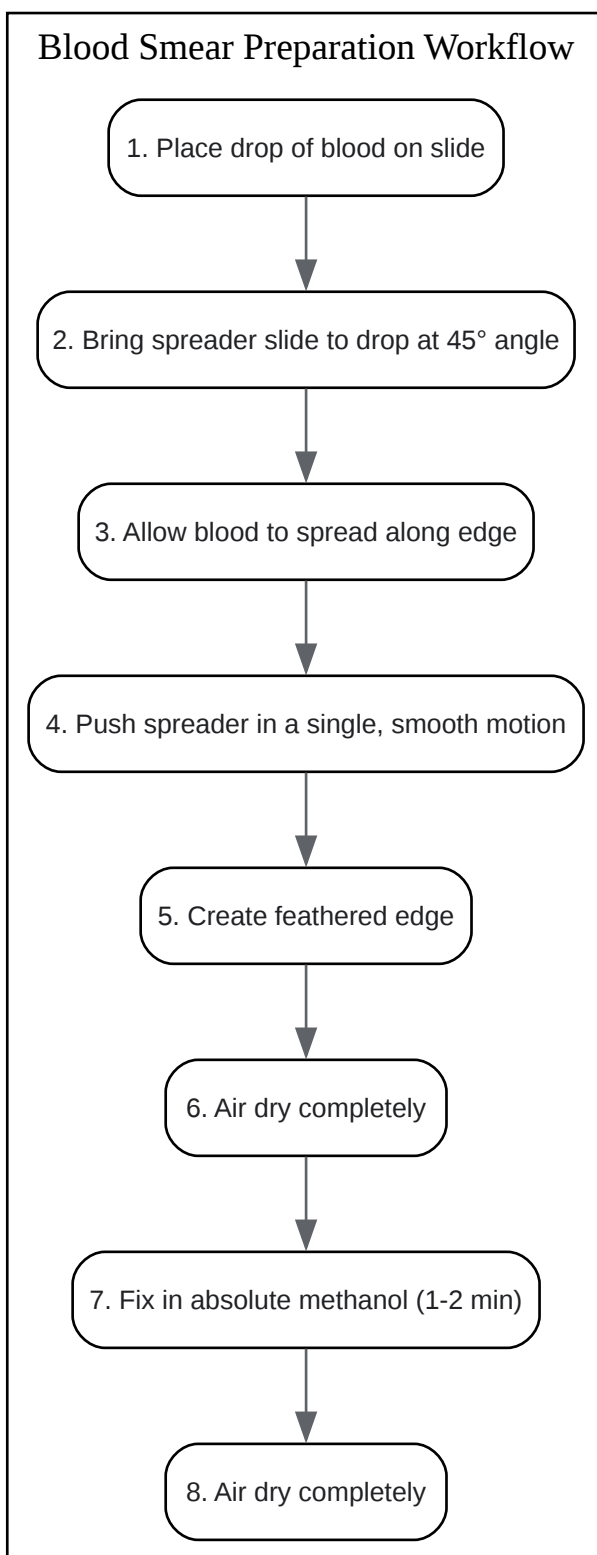 Blood Smear Preparation Workflow
1. Place drop of blood on slide
2. Bring spreader slide to drop at 45° angle
3. Allow blood to spread along edge
4. Push spreader in a single, smooth motion
5. Create feathered edge
6. Air dry completely
7. Fix in absolute methanol (1-2 min)
8. Air dry completely